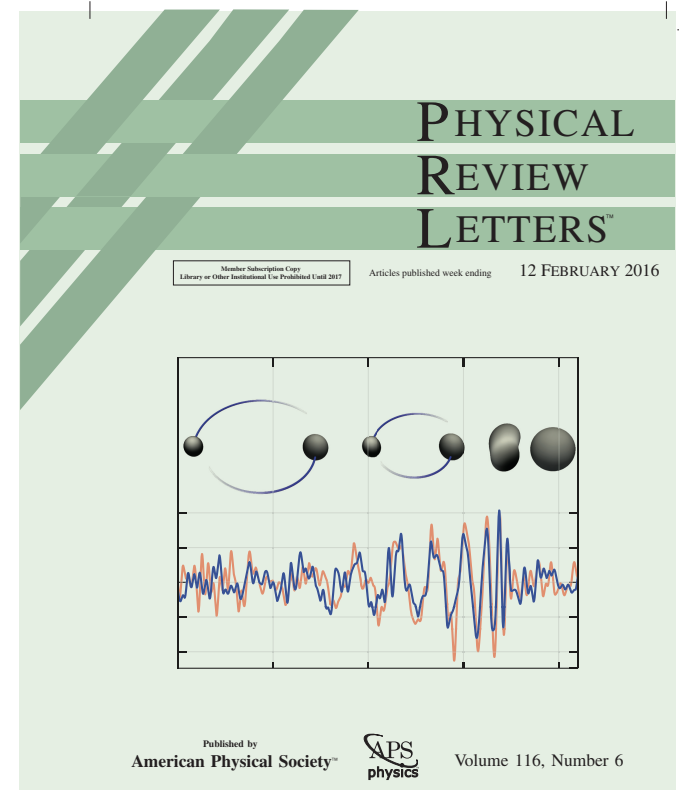 PHYSICAL
REVIEW
LETTERS™
Member Subscription Copy
Library or Other Institutional Use Prohibited Until 2017
Articles published week ending
12 FEBRUARY 2016
Published by
American Physical Society™
APS
physics
Volume 116, Number 6